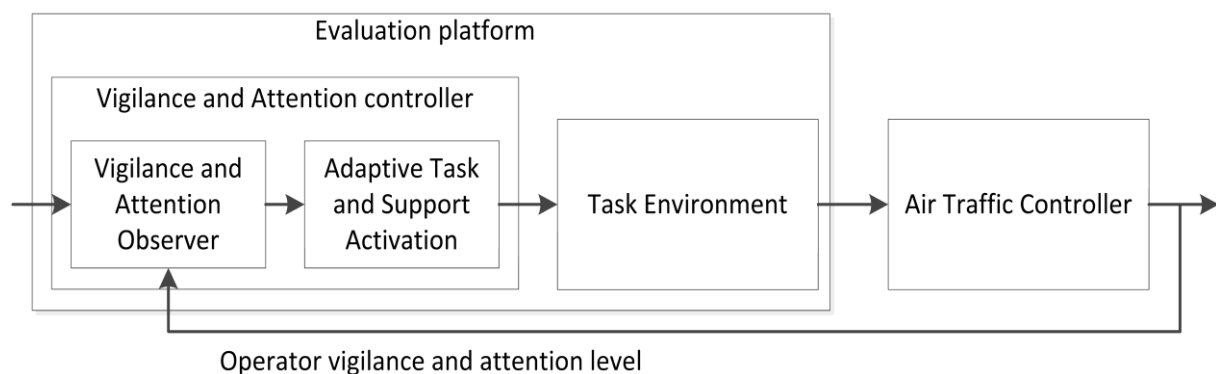 Evaluation platform
Vigilance and Attention controller
Vigilance and
Attention
Observer
Adaptive Task
and Support
Activation
Task Environment
Air Traffic Controller
Operator vigilance and attention level